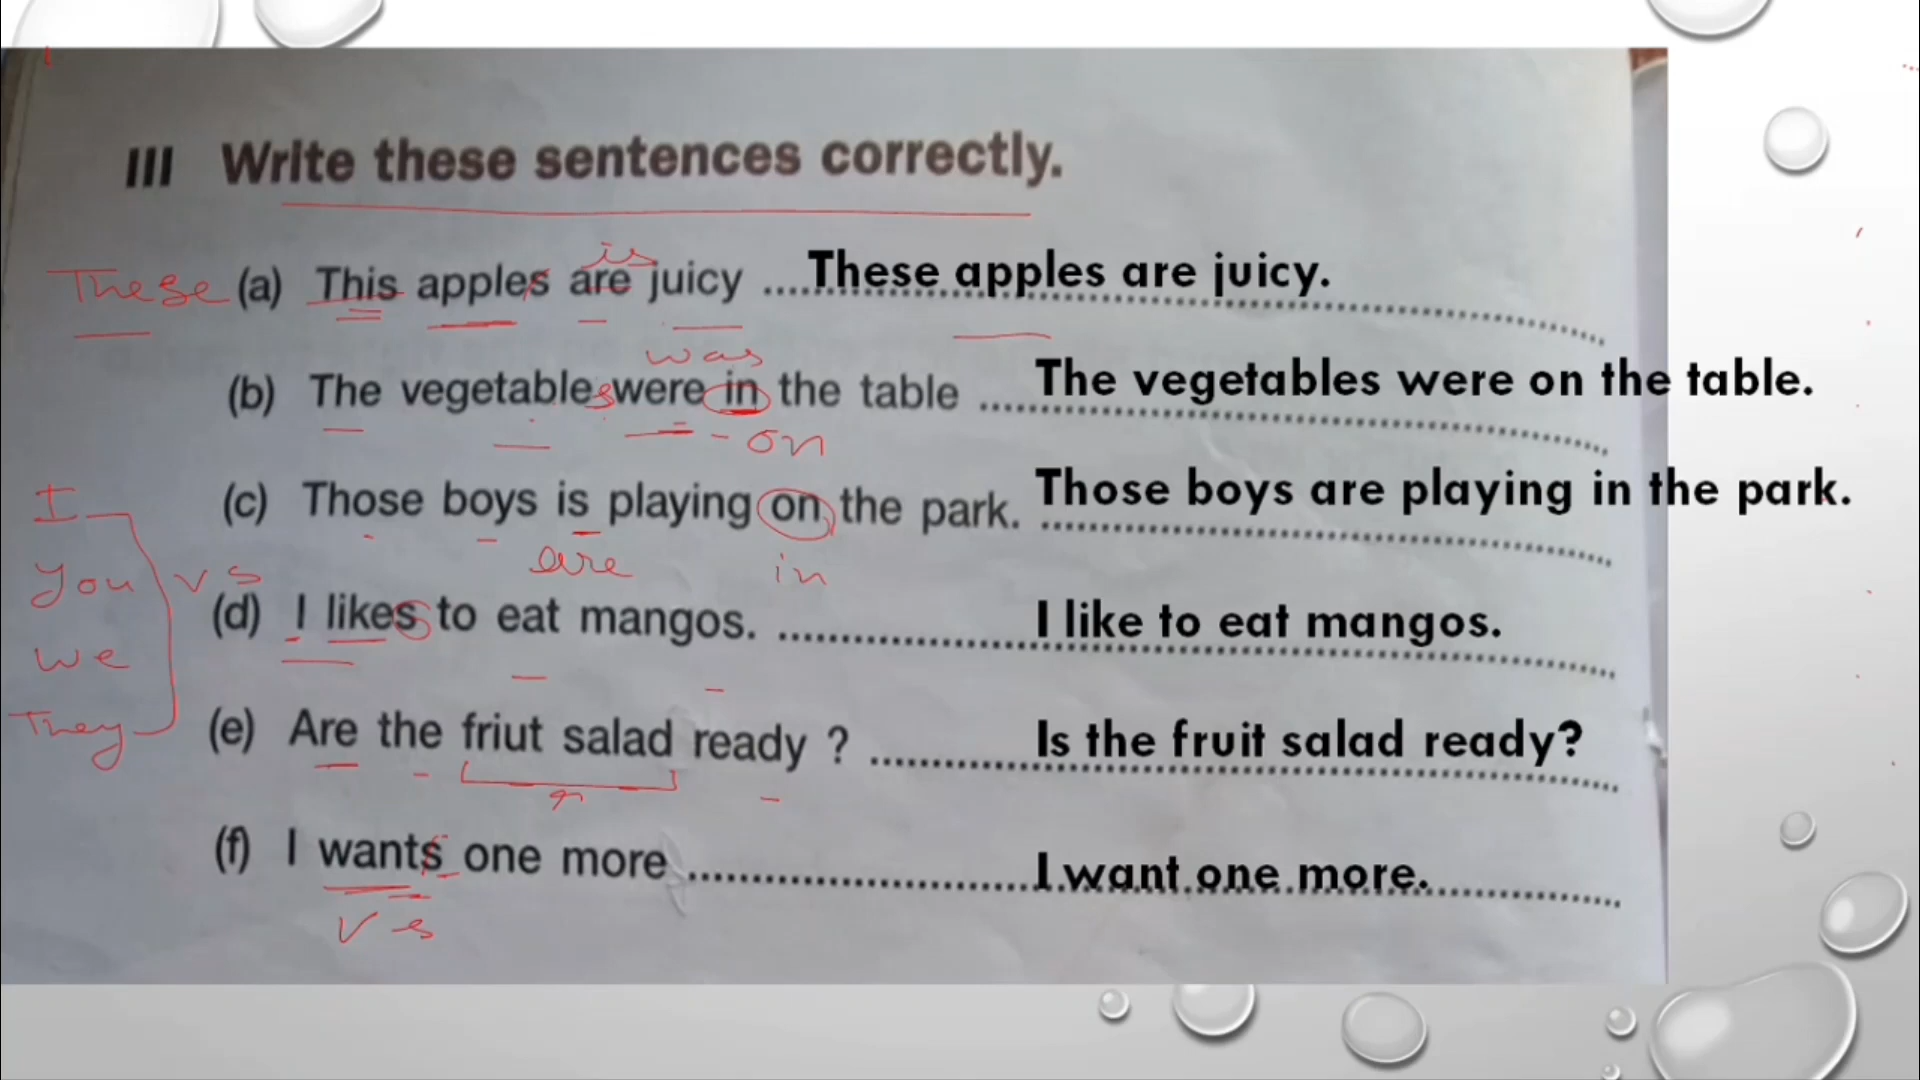 III Write these sentences correctly.
is
These (a) This apples are juicy ..... These apples are juicy.
was
(b) The vegetables were in the table ..... The vegetables were on the table.
on
(c) Those boys is playing on the park. ..... Those boys are playing in the park.
are in
I
You v s
(d) I likes to eat mangos. ..... I like to eat mangos.
we
They
(e) Are the friut salad ready ? ..... Is the fruit salad ready?
(f) I wants one more ..... I want one more.
v s